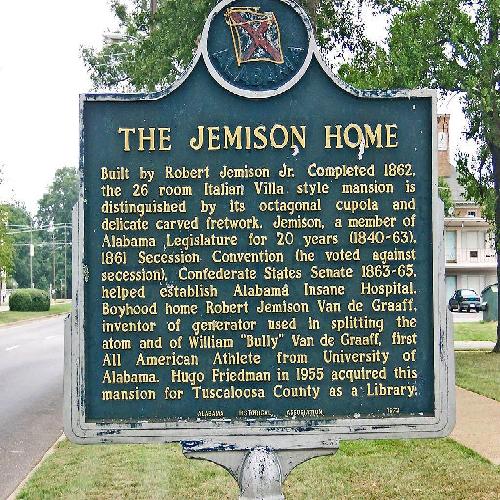 ALABAMA
THE JEMISON HOME
Built by Robert Jemison Jr. Completed 1862,
the 26 room Italian Villa style mansion is
distinguished by its octagonal cupola and
delicate carved fretwork. Jemison, a member of
Alabama Legislature for 20 years (1840-63),
1861 Secession Convention (he voted against
secession), Confederate States Senate 1863-65,
helped establish Alabama Insane Hospital.
Boyhood home Robert Jemison Van de Graaff,
inventor of generator used in splitting the
atom and of William "Bully" Van de Graaff, first
All American Athlete from University of
Alabama. Hugo Friedman in 1955 acquired this
mansion for Tuscaloosa County as a Library.
ALABAMA HISTORICAL ASSOCIATION 1973